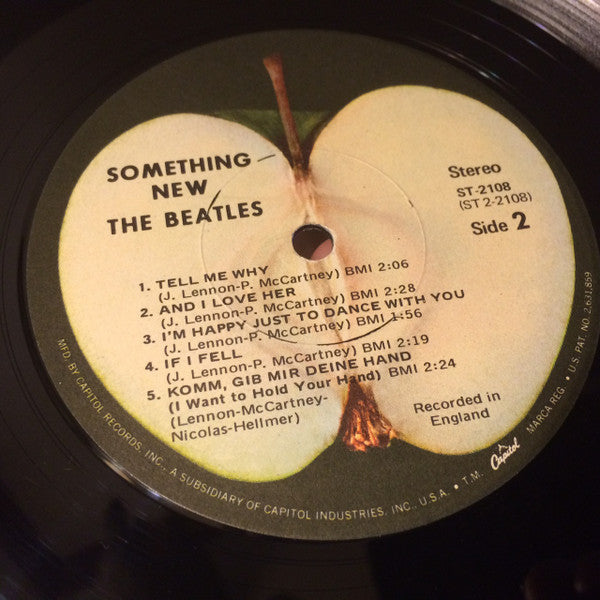 SOMETHING
NEW
THE BEATLES
Stereo
ST-2108
(ST 2-2108)
Side 2
1. TELL ME WHY
(J. Lennon-P. McCartney) BMI 2:06
2. AND I LOVE HER
(J. Lennon-P. McCartney) BMI 2:28
3. I'M HAPPY JUST TO DANCE WITH YOU
(J. Lennon-P. McCartney) BMI 1:56
4. IF I FELL
(J. Lennon-P. McCartney) BMI 2:19
5. KOMM, GIB MIR DEINE HAND
(I Want to Hold Your Hand) BMI 2:24
(Lennon-McCartney-
Nicolas-Hellmer)
Recorded in
England
MFD. BY CAPITOL RECORDS, INC., A SUBSIDIARY OF CAPITOL INDUSTRIES, INC., U.S.A. • T.M. Capitol MARCA REG. • U.S. PAT. NO. 2,631,859